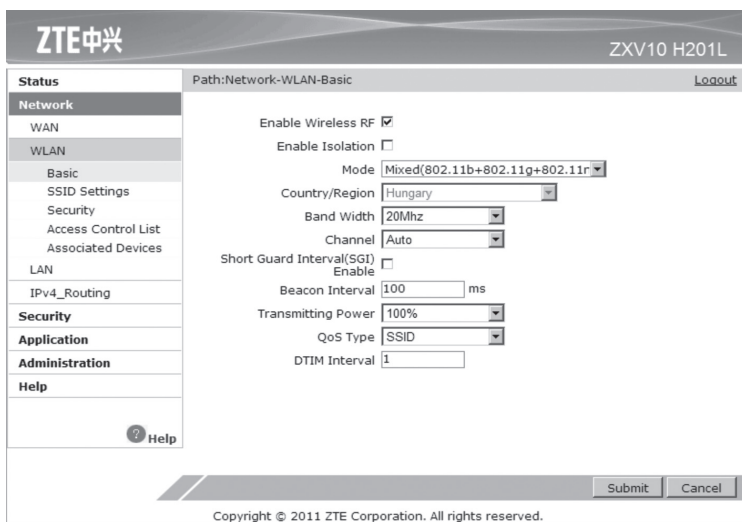 ZTE中兴
ZXV10 H201L
Status
Network
WAN
WLAN
Basic
SSID Settings
Security
Access Control List
Associated Devices
LAN
IPv4_Routing
Security
Application
Administration
Help
? Help
Path:Network-WLAN-Basic
Logout
Enable Wireless RF
Enable Isolation
Mode Mixed(802.11b+802.11g+802.11r
Country/Region Hungary
Band Width 20Mhz
Channel Auto
Short Guard Interval(SGI)
Enable
Beacon Interval 100 ms
Transmitting Power 100%
QoS Type SSID
DTIM Interval 1
Submit Cancel
Copyright © 2011 ZTE Corporation. All rights reserved.